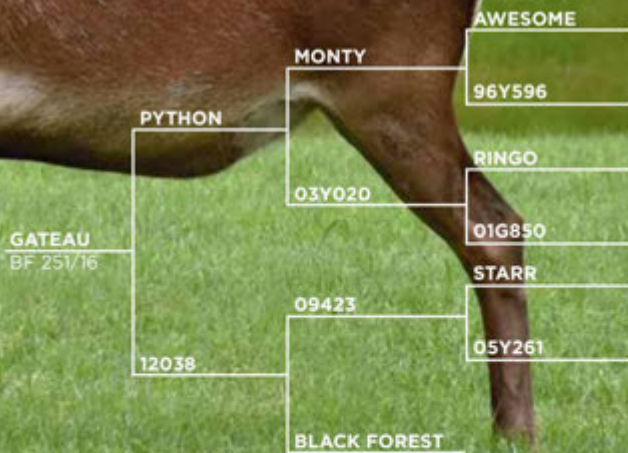 AWESOME
MONTY
96Y596
PYTHON
RINGO
03Y020
01G850
GATEAU
BF 251/16
STARR
09423
05Y261
12038
BLACK FOREST